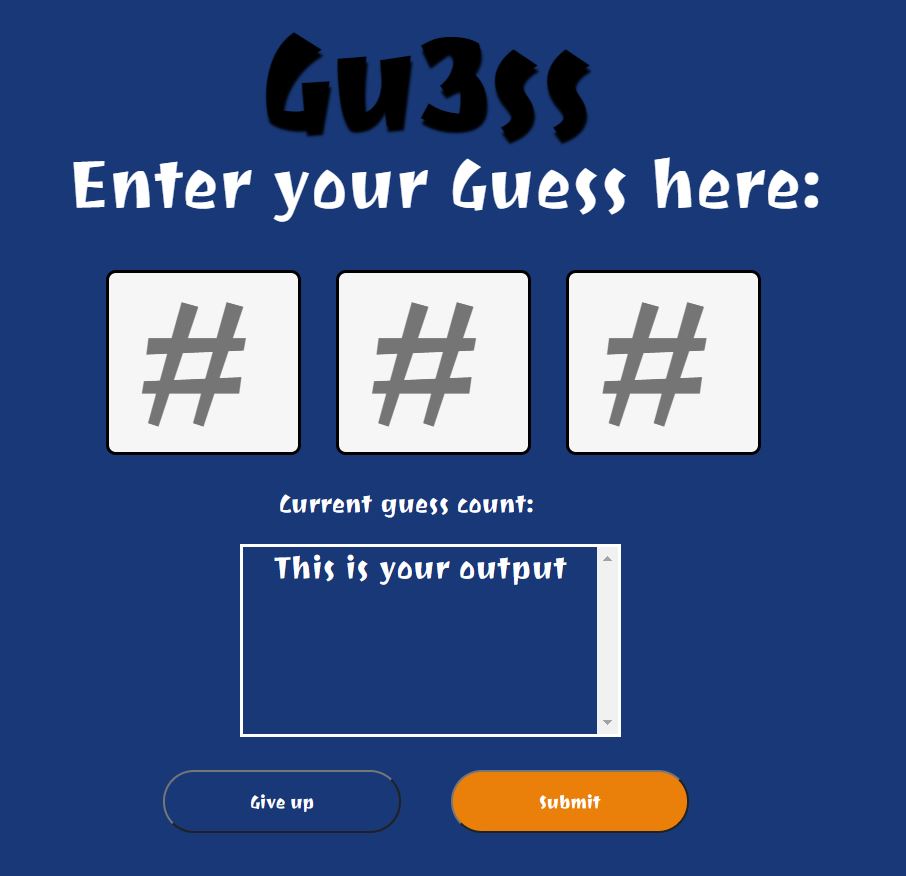 Gu3ss
Enter your Guess here:
# # #
Current guess count:
This is your output
Give up Submit